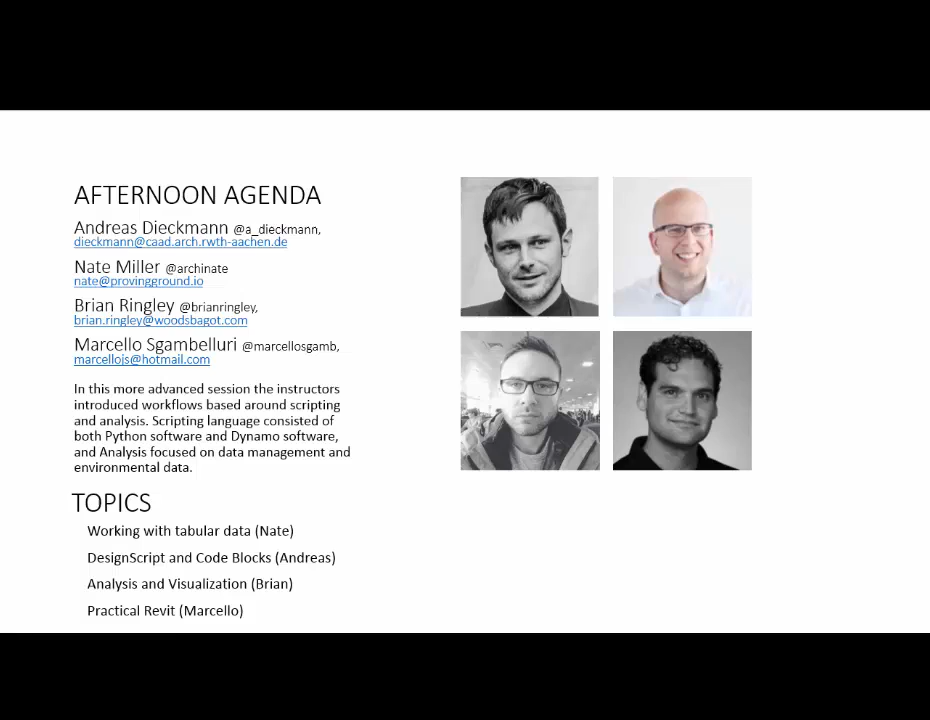 AFTERNOON AGENDA
Andreas Dieckmann @a_dieckmann,
dieckmann@caad.arch.rwth-aachen.de
Nate Miller @archinate
nate@provingground.io
Brian Ringley @brianringley,
brian.ringley@woodsbagot.com
Marcello Sgambelluri @marcellosgamb,
marcellojs@hotmail.com
In this more advanced session the instructors
introduced workflows based around scripting
and analysis. Scripting language consisted of
both Python software and Dynamo software,
and Analysis focused on data management and
environmental data.
TOPICS
Working with tabular data (Nate)
DesignScript and Code Blocks (Andreas)
Analysis and Visualization (Brian)
Practical Revit (Marcello)